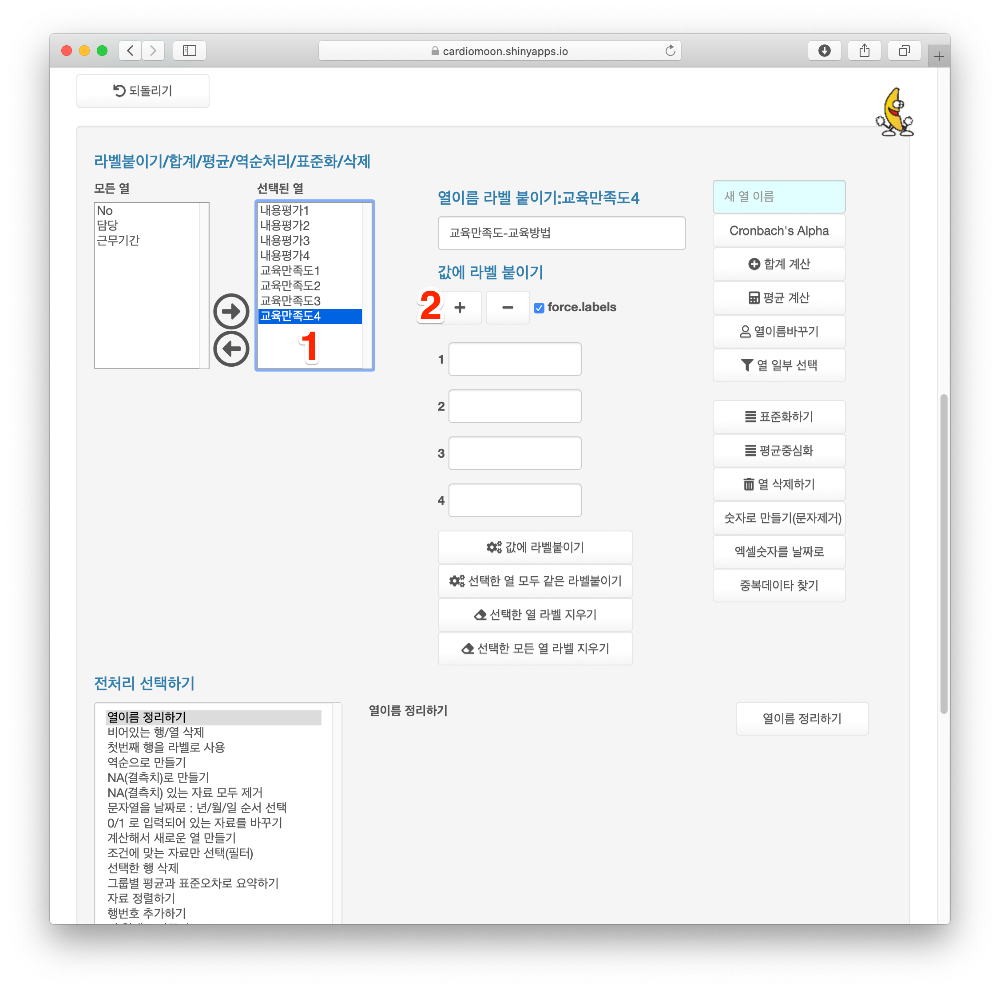 cardiomoon.shinyapps.io
되돌리기
라벨붙이기/합계/평균/역순처리/표준화/삭제
모든 열
No
담당
근무기간
선택된 열
내용평가1
내용평가2
내용평가3
내용평가4
교육만족도1
교육만족도2
교육만족도3
교육만족도4
1
열이름 라벨 붙이기:교육만족도4
교육만족도-교육방법
값에 라벨 붙이기
2
+
−
force.labels
1
2
3
4
값에 라벨붙이기
선택한 열 모두 같은 라벨붙이기
선택한 열 라벨 지우기
선택한 모든 열 라벨 지우기
새 열 이름
Cronbach's Alpha
합계 계산
평균 계산
열이름바꾸기
열 일부 선택
표준화하기
평균중심화
열 삭제하기
숫자로 만들기(문자제거)
엑셀숫자를 날짜로
중복데이타 찾기
전처리 선택하기
열이름 정리하기
비어있는 행/열 삭제
첫번째 행을 라벨로 사용
역순으로 만들기
NA(결측치)로 만들기
NA(결측치) 있는 자료 모두 제거
문자열을 날짜로 : 년/월/일 순서 선택
0/1 로 입력되어 있는 자료를 바꾸기
계산해서 새로운 열 만들기
조건에 맞는 자료만 선택(필터)
선택한 행 삭제
그룹별 평균과 표준오차로 요약하기
자료 정렬하기
행번호 추가하기
열이름 정리하기
열이름 정리하기